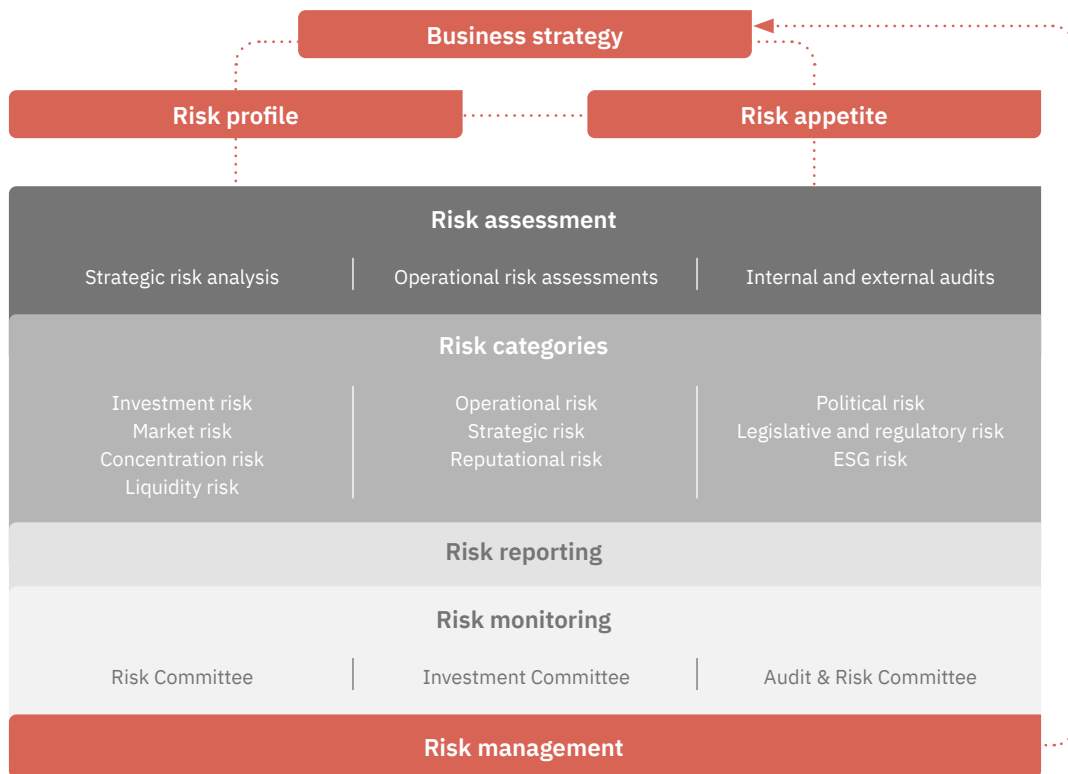 Business strategy
Risk profile
Risk appetite
Risk assessment
Strategic risk analysis
Operational risk assessments
Internal and external audits
Risk categories
Investment risk
Market risk
Concentration risk
Liquidity risk
Operational risk
Strategic risk
Reputational risk
Political risk
Legislative and regulatory risk
ESG risk
Risk reporting
Risk monitoring
Risk Committee
Investment Committee
Audit & Risk Committee
Risk management